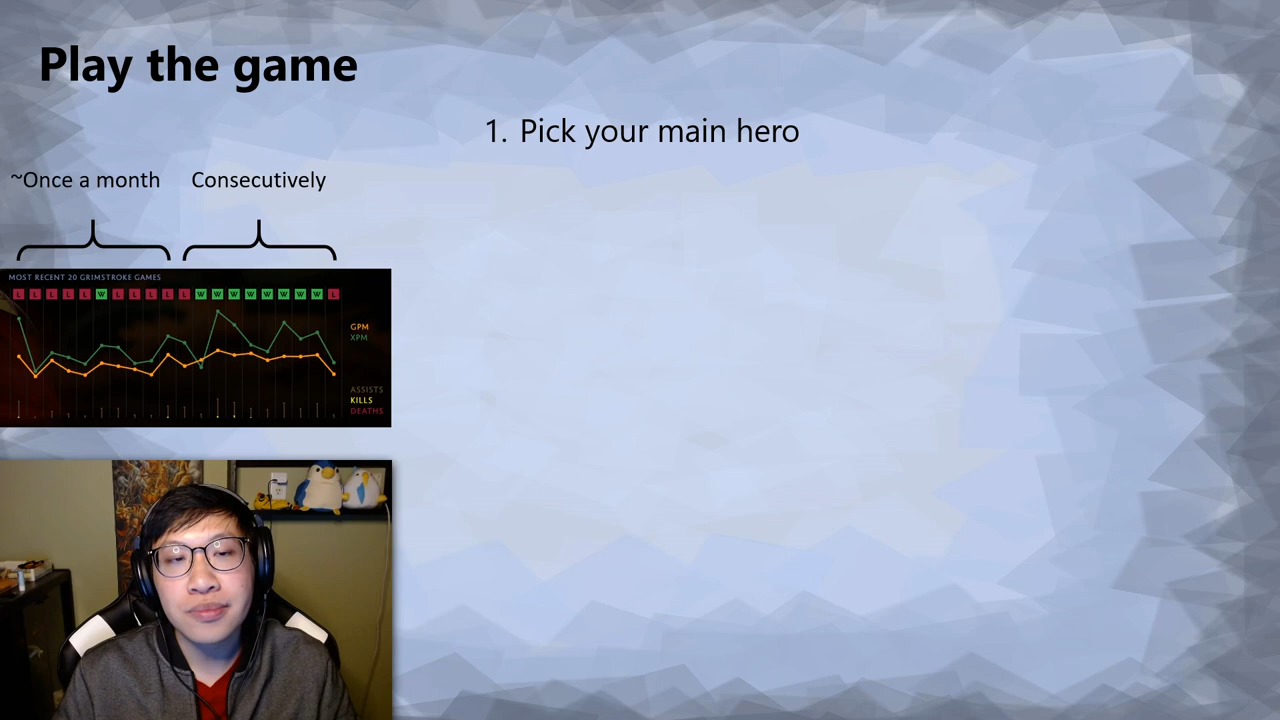 Play the game
1. Pick your main hero
~Once a month
Consecutively
MOST RECENT 20 GRIMSTROKE GAMES
L L L L L W L L L L L W W W W W W W W L
GPM
XPM
ASSISTS
KILLS
DEATHS